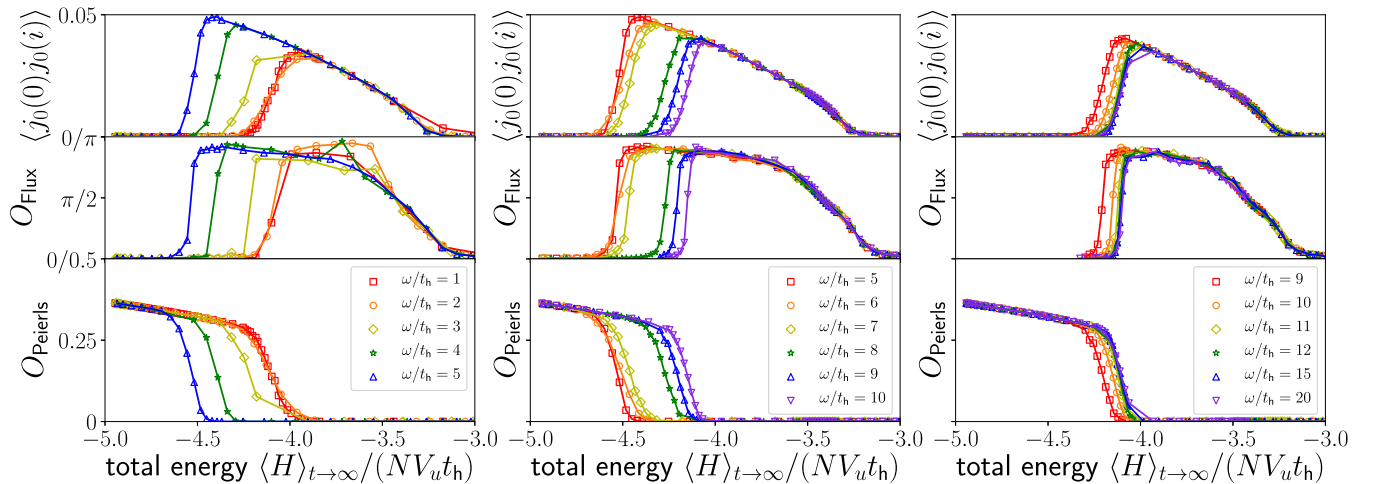 ⟨j₀(0)j₀(i)⟩
0.05
0/π
O_Flux
π/2
0/0.5
O_Peierls
0.25
0
ω/t_h = 1
ω/t_h = 2
ω/t_h = 3
ω/t_h = 4
ω/t_h = 5
−5.0 −4.5 −4.0 −3.5 −3.0
total energy ⟨H⟩_{t→∞}/(NV_u t_h)
⟨j₀(0)j₀(i)⟩
O_Flux
O_Peierls
ω/t_h = 5
ω/t_h = 6
ω/t_h = 7
ω/t_h = 8
ω/t_h = 9
ω/t_h = 10
−5.0 −4.5 −4.0 −3.5 −3.0
total energy ⟨H⟩_{t→∞}/(NV_u t_h)
⟨j₀(0)j₀(i)⟩
O_Flux
O_Peierls
ω/t_h = 9
ω/t_h = 10
ω/t_h = 11
ω/t_h = 12
ω/t_h = 15
ω/t_h = 20
−5.0 −4.5 −4.0 −3.5 −3.0
total energy ⟨H⟩_{t→∞}/(NV_u t_h)